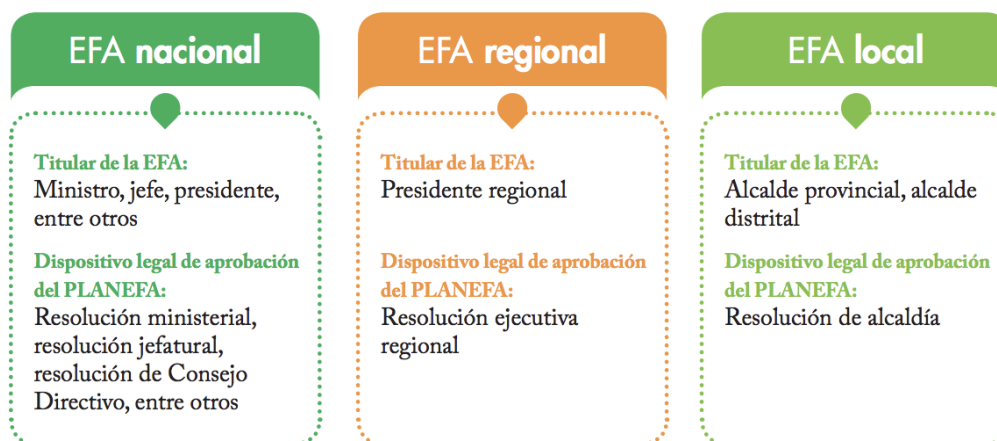 EFA nacional
Titular de la EFA:
Ministro, jefe, presidente,
entre otros
Dispositivo legal de aprobación
del PLANEFA:
Resolución ministerial,
resolución jefatural,
resolución de Consejo
Directivo, entre otros
EFA regional
Titular de la EFA:
Presidente regional
Dispositivo legal de aprobación
del PLANEFA:
Resolución ejecutiva
regional
EFA local
Titular de la EFA:
Alcalde provincial, alcalde
distrital
Dispositivo legal de aprobación
del PLANEFA:
Resolución de alcaldía